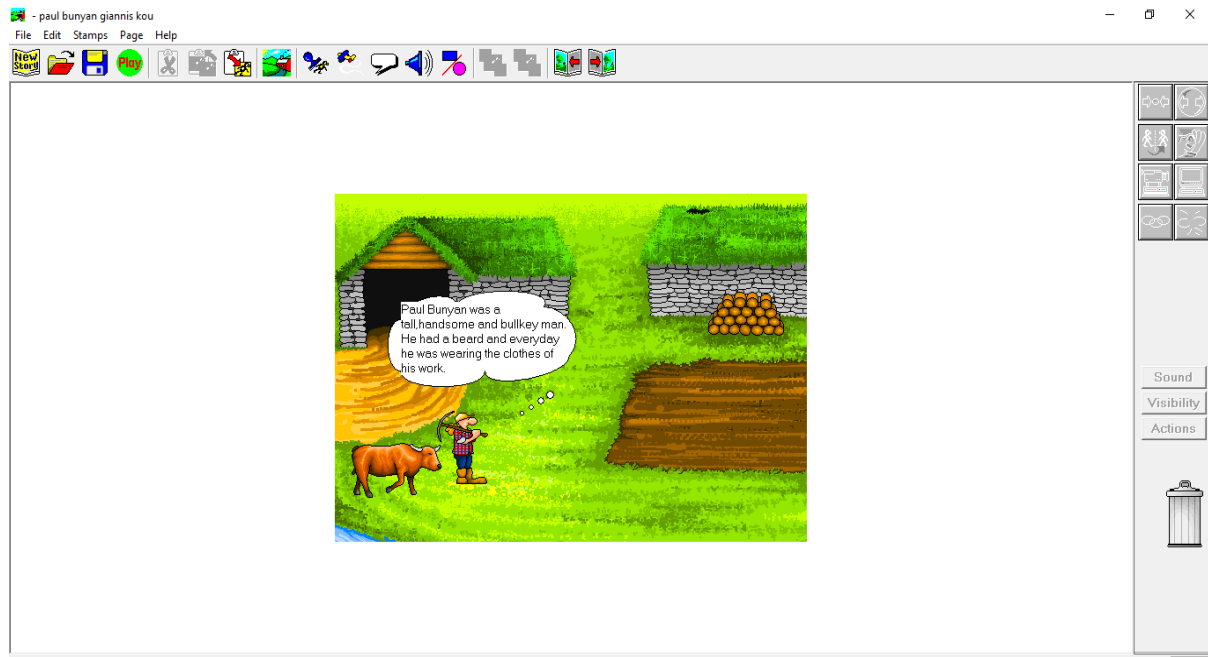 - paul bunyan giannis kou
File Edit Stamps Page Help
New Story Play
Paul Bunyan was a
tall,handsome and bullkey man.
He had a beard and everyday
he was wearing the clothes of
his work.
Sound
Visibility
Actions